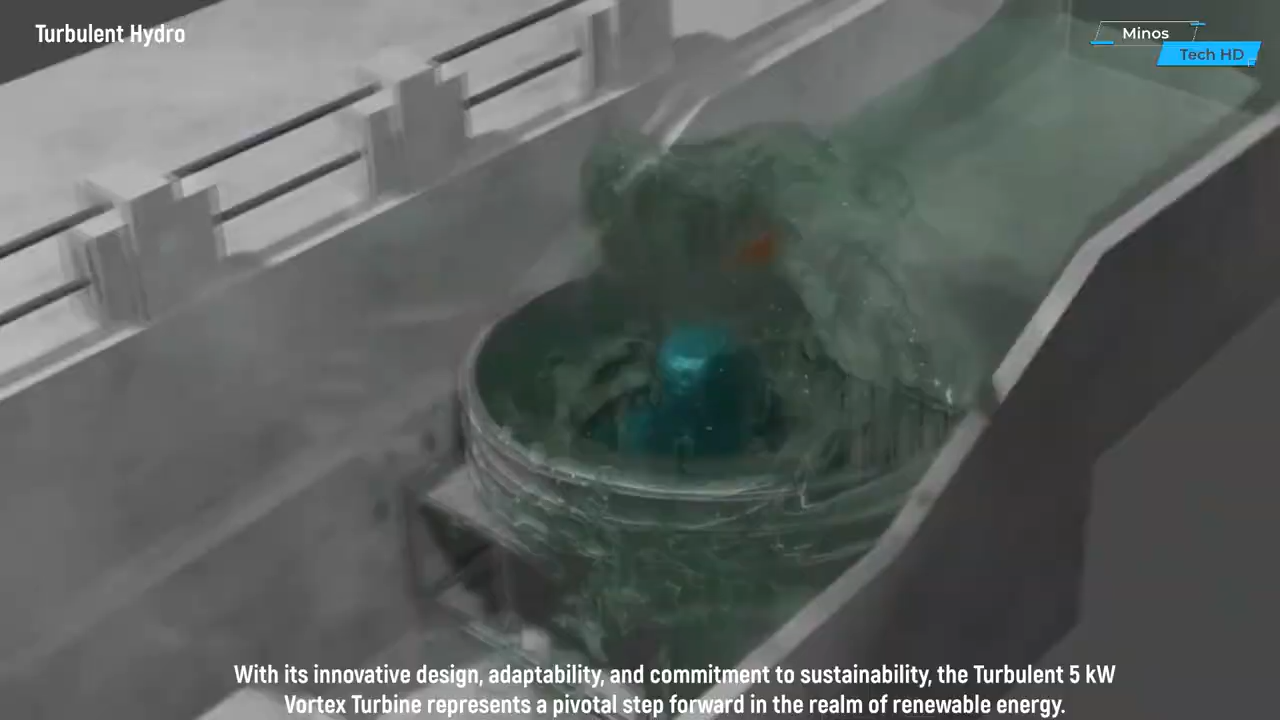 Turbulent Hydro
Minos
Tech HD
With its innovative design, adaptability, and commitment to sustainability, the Turbulent 5 kW
Vortex Turbine represents a pivotal step forward in the realm of renewable energy.